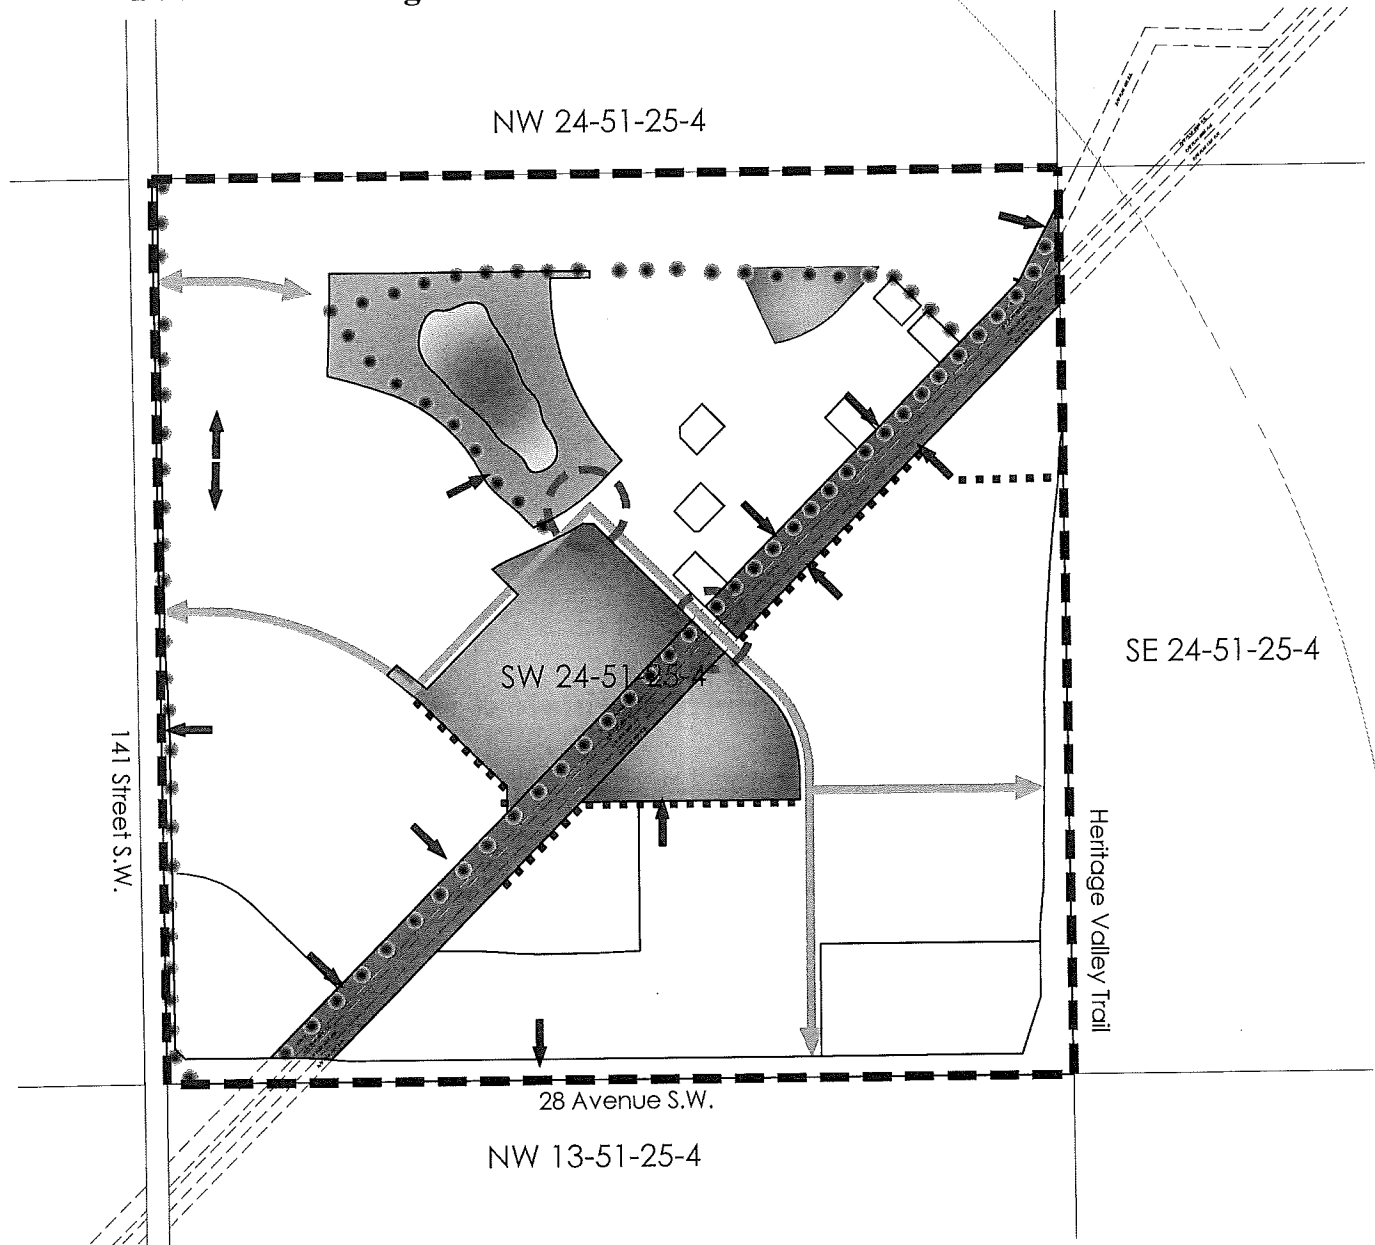 NW 24-51-25-4
SW 24-51-25-4
SE 24-51-25-4
141 Street S.W.
Heritage Valley Trail
28 Avenue S.W.
NW 13-51-25-4